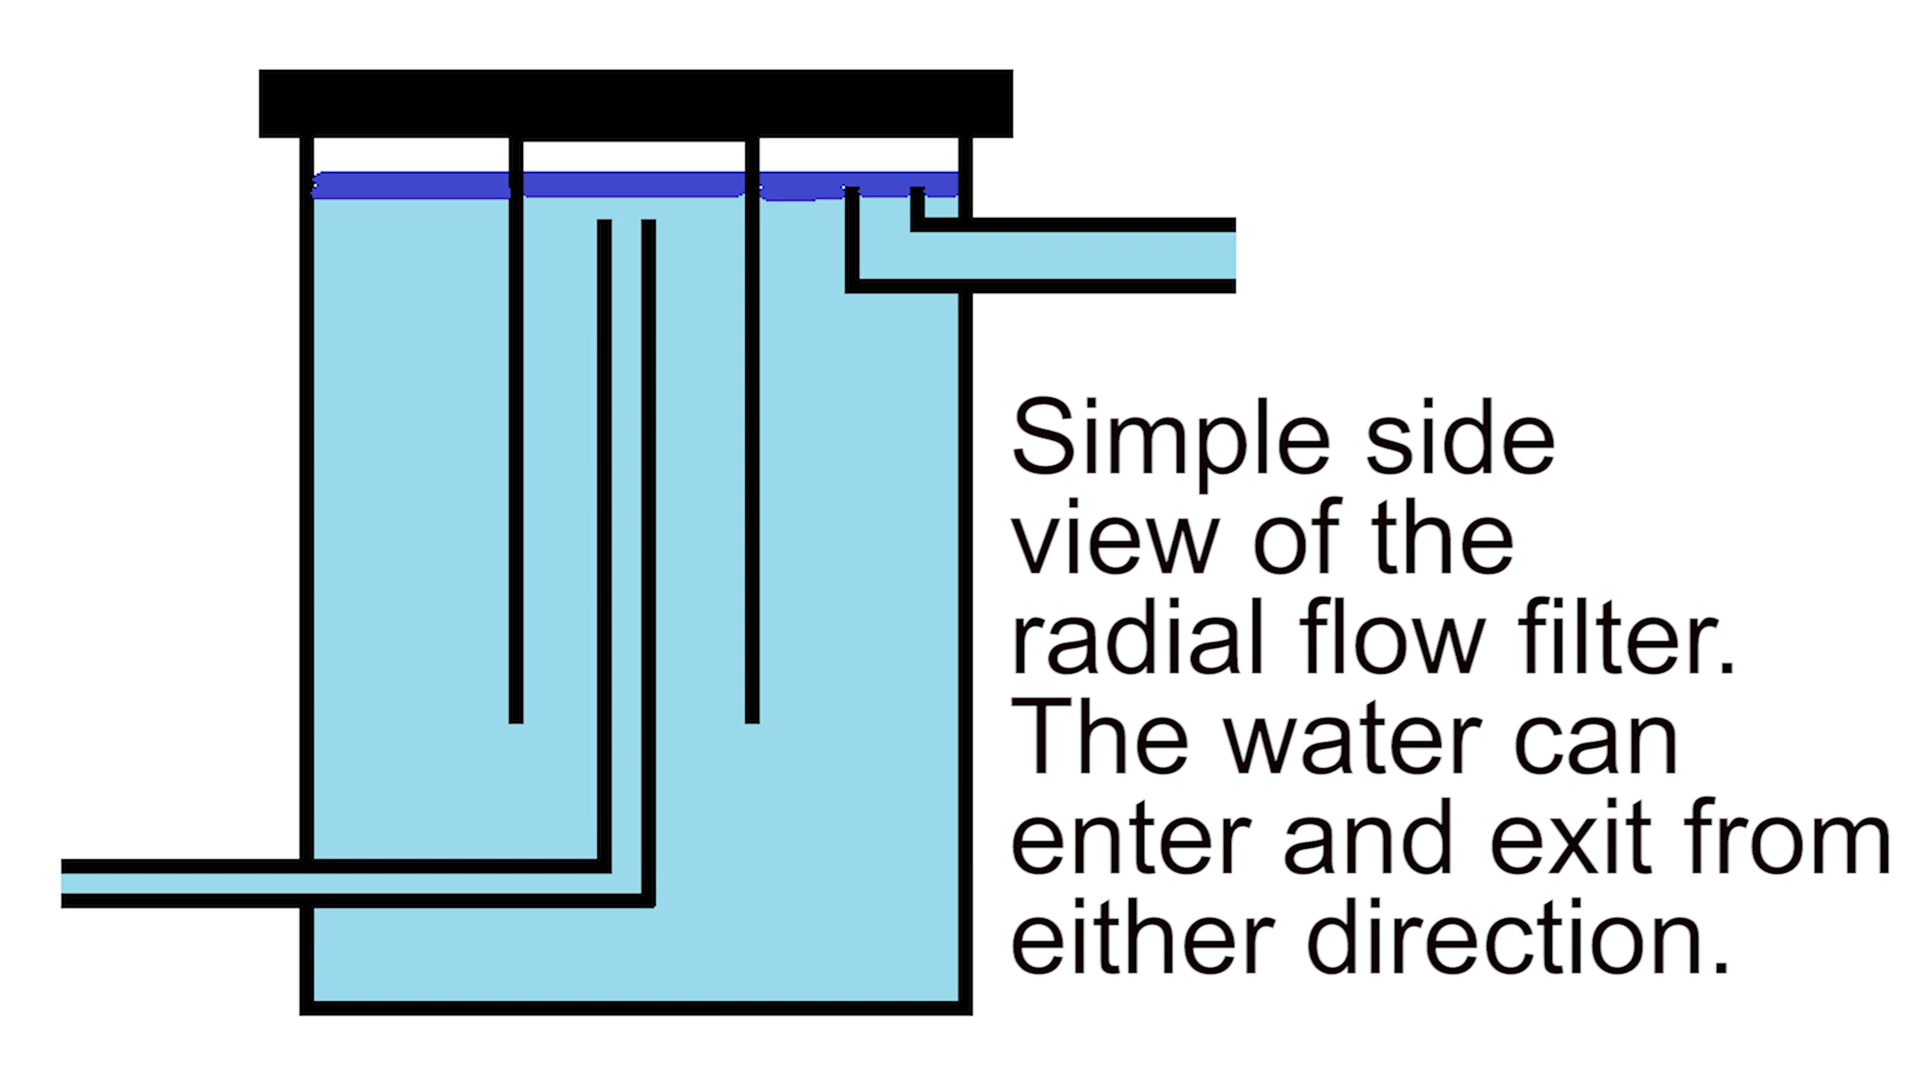 Simple side
view of the
radial flow filter.
The water can
enter and exit from
either direction.